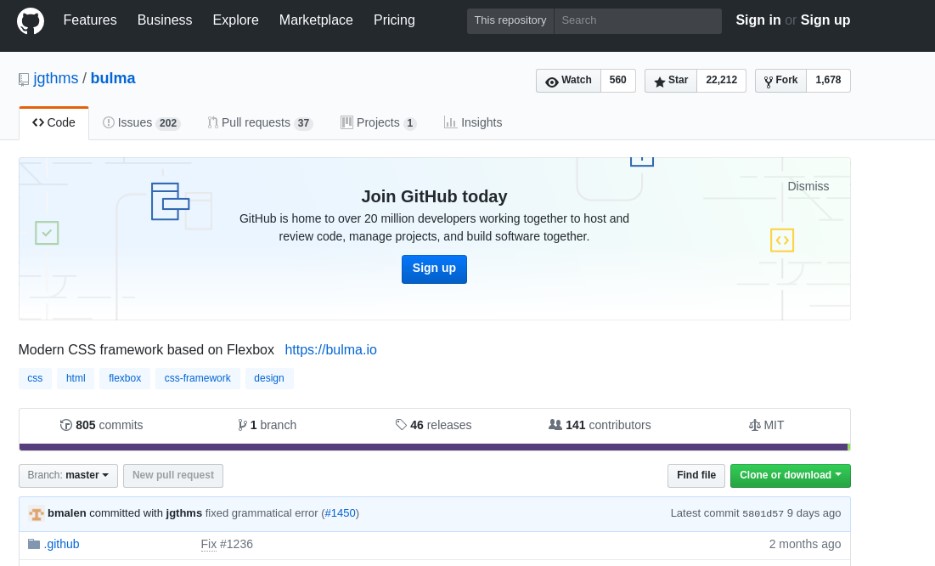 Features Business Explore Marketplace Pricing This repository Search Sign in or Sign up
jgthms / bulma Watch 560 Star 22,212 Fork 1,678
Code Issues 202 Pull requests 37 Projects 1 Insights
Join GitHub today
Dismiss
GitHub is home to over 20 million developers working together to host and
review code, manage projects, and build software together.
Sign up
Modern CSS framework based on Flexbox https://bulma.io
css html flexbox css-framework design
805 commits 1 branch 46 releases 141 contributors MIT
Branch: master New pull request Find file Clone or download
bmalen committed with jgthms fixed grammatical error (#1450) Latest commit 5801d57 9 days ago
.github Fix #1236 2 months ago